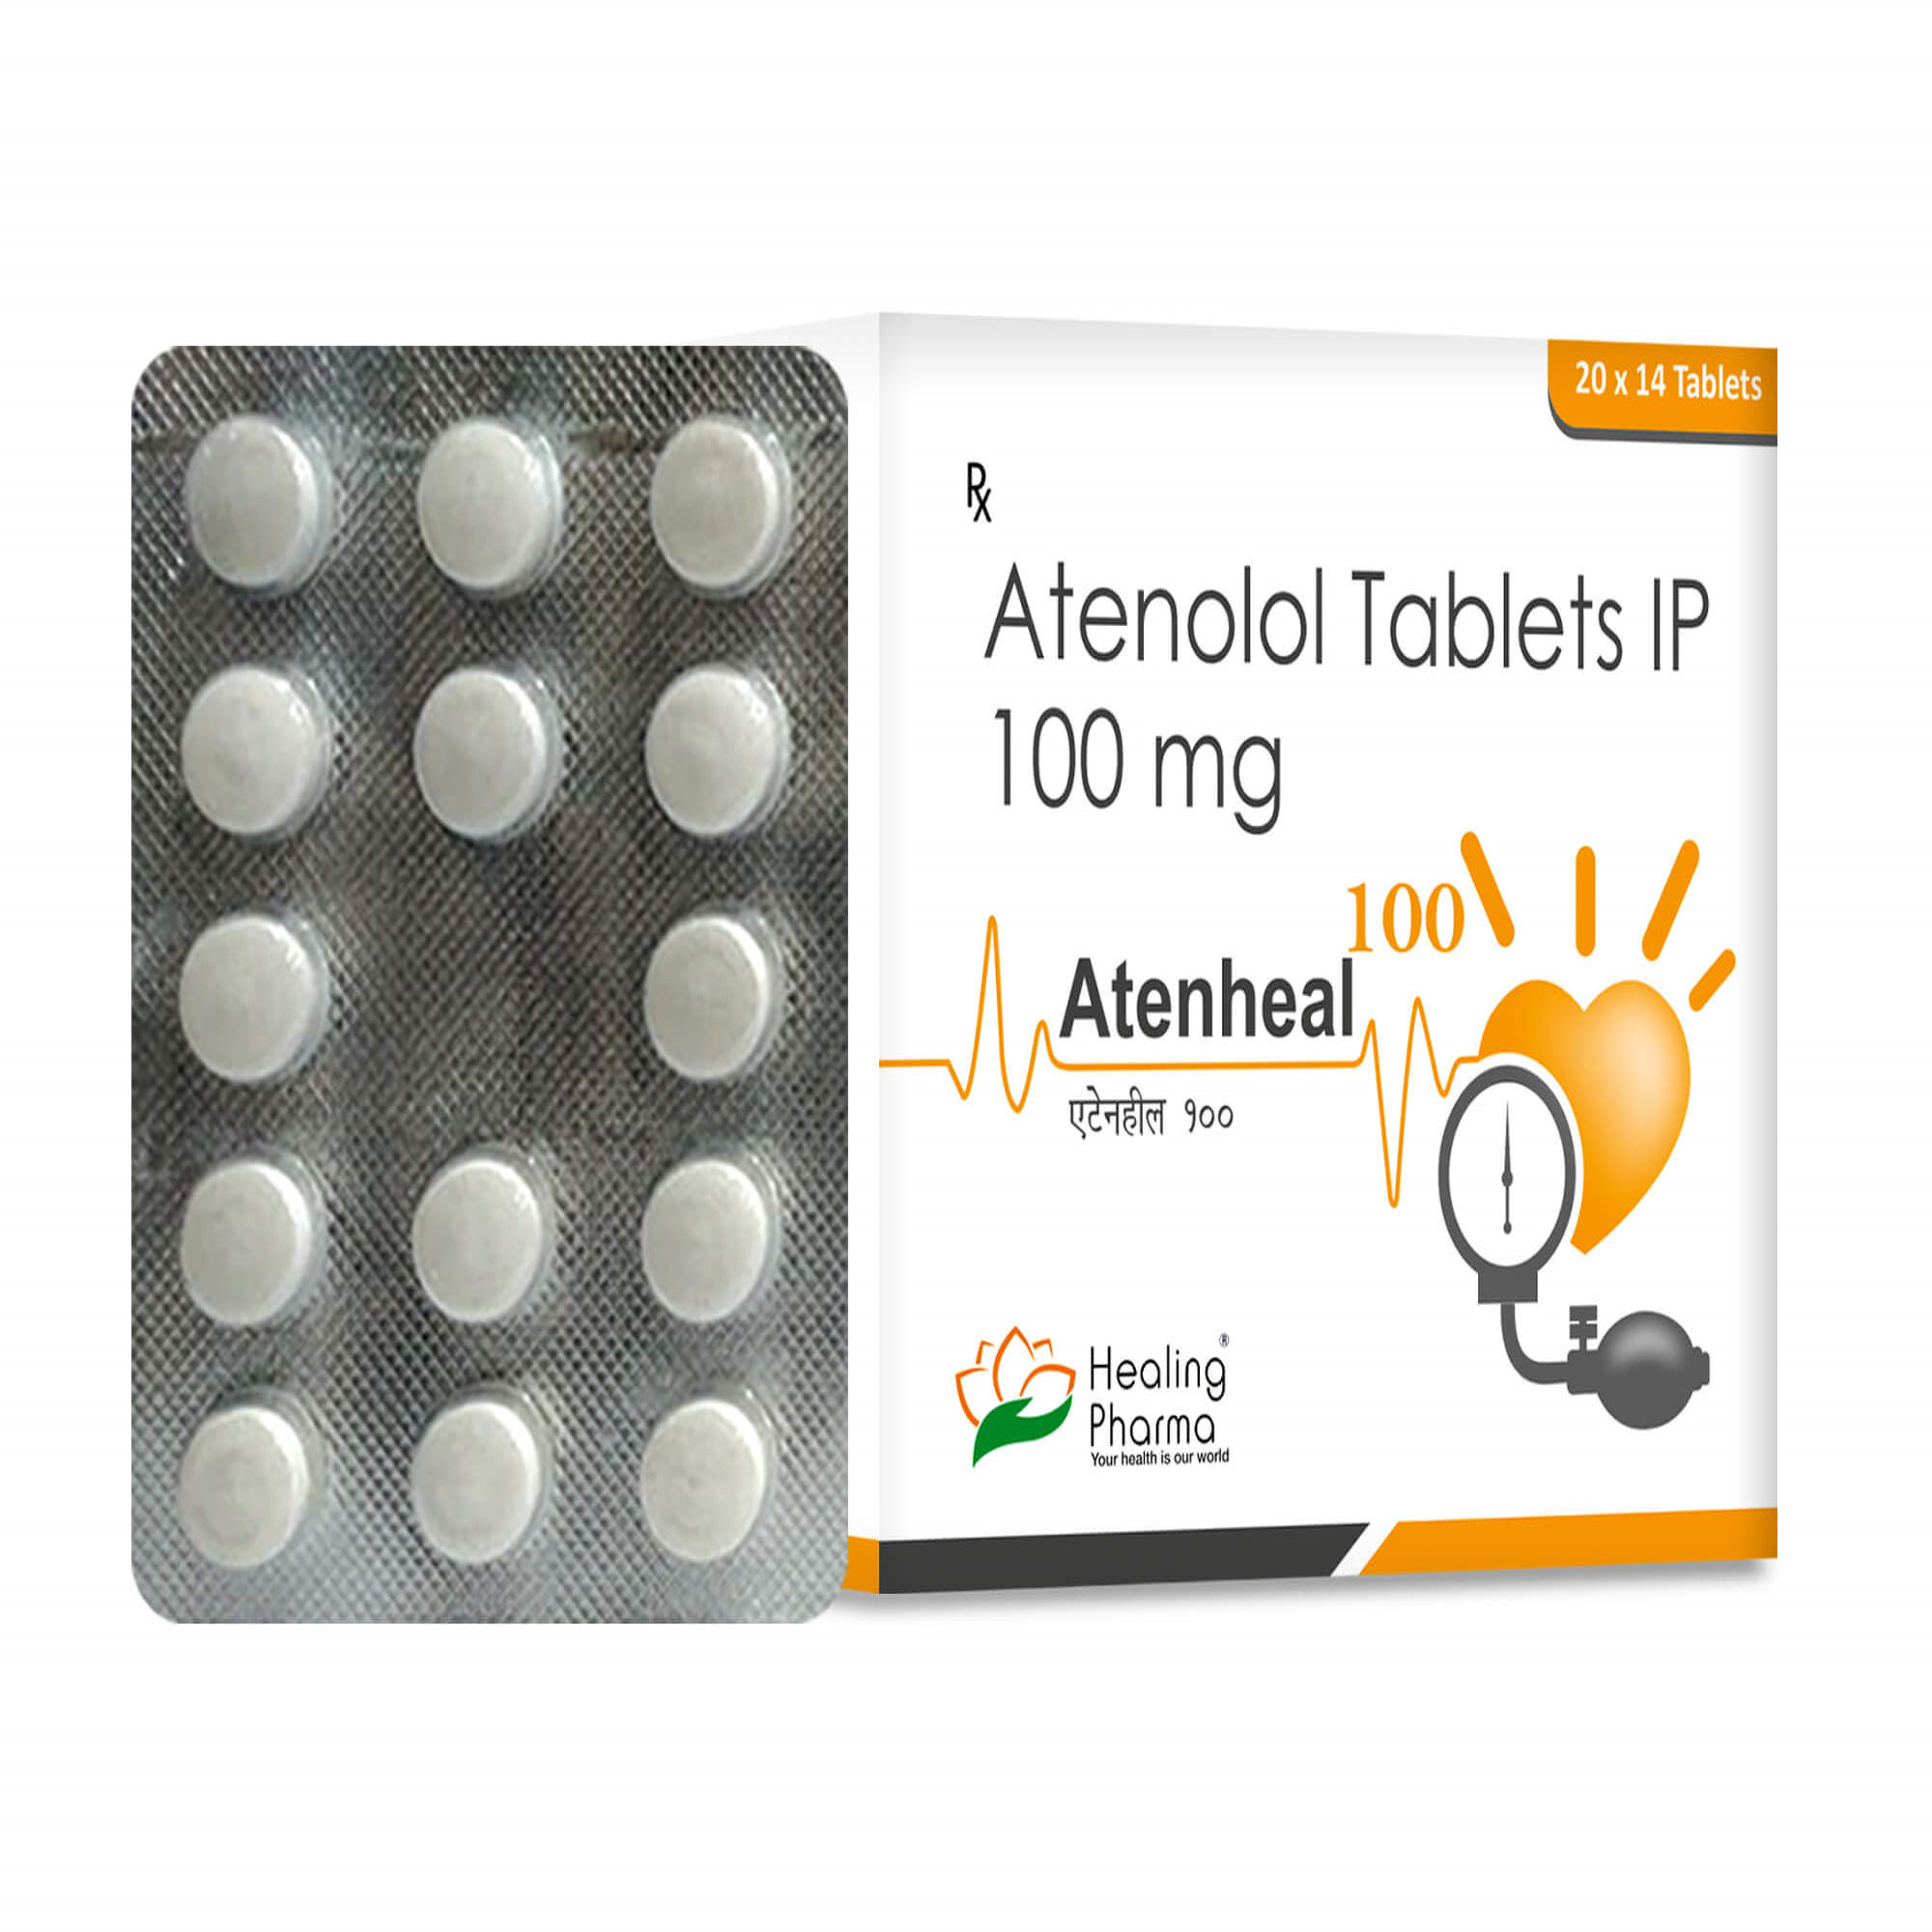 20 x 14 Tablets
Rx
Atenolol Tablets IP
100 mg
100
Atenheal
एटेनहील १००
Healing®
Pharma
Your health is our world